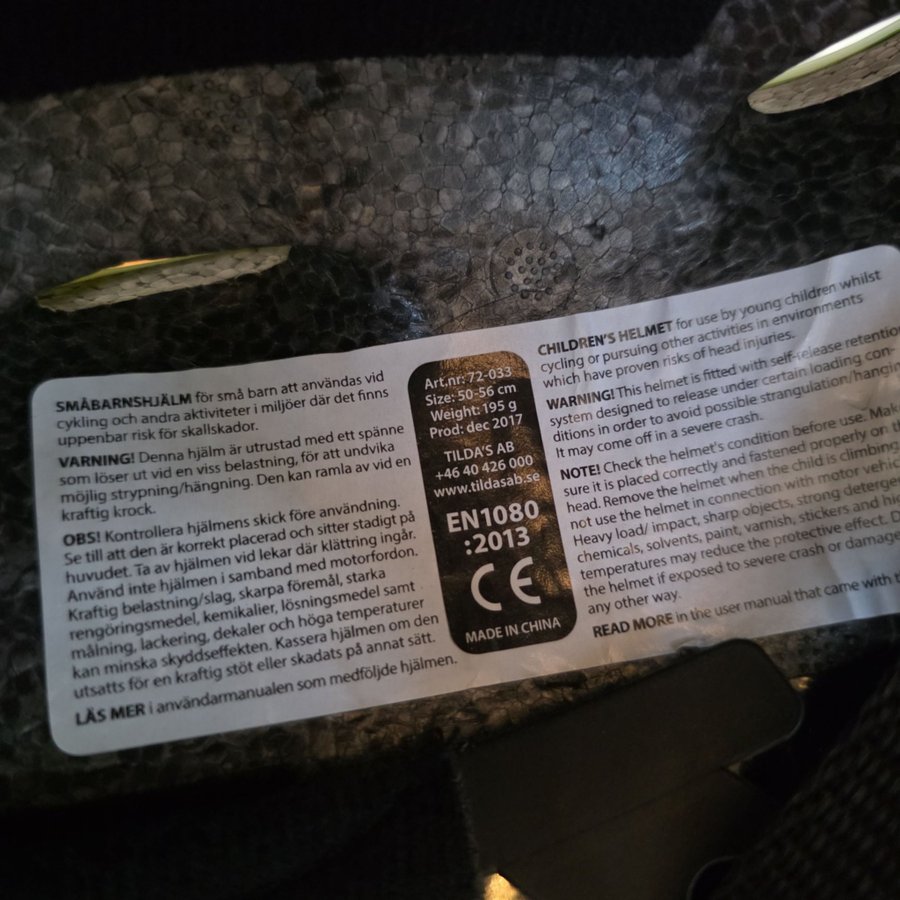 SMÅBARNSHJÄLM för små barn att användas vid
cykling och andra aktiviteter i miljöer där det finns
uppenbar risk för skallskador.
VARNING! Denna hjälm är utrustad med ett spänne
som löser ut vid en viss belastning, för att undvika
möjlig strypning/hängning. Den kan ramla av vid en
kraftig krock.
OBS! Kontrollera hjälmens skick före användning.
Se till att den är korrekt placerad och sitter stadigt på
huvudet. Ta av hjälmen vid lekar där klättring ingår.
Använd inte hjälmen i samband med motorfordon.
Kraftig belastning/slag, skarpa föremål, starka
rengöringsmedel, kemikalier, lösningsmedel samt
målning, lackering, dekaler och höga temperaturer
kan minska skyddseffekten. Kassera hjälmen om den
utsatts för en kraftig stöt eller skadats på annat sätt.
LÄS MER i användarmanualen som medföljde hjälmen.
Art.nr: 72-033
Size: 50-56 cm
Weight: 195 g
Prod: dec 2017
TILDA'S AB
+46 40 426 000
www.tildasab.se
EN1080
:2013
CE
MADE IN CHINA
CHILDREN'S HELMET for use by young children whilst
cycling or pursuing other activities in environments
which have proven risks of head injuries.
WARNING! This helmet is fitted with self-release retention
system designed to release under certain loading con-
ditions in order to avoid possible strangulation/hanging
It may come off in a severe crash.
NOTE! Check the helmet's condition before use. Make
sure it is placed correctly and fastened properly on the
head. Remove the helmet when the child is climbing.
not use the helmet in connection with motor
Heavy load/ impact, sharp objects, strong
chemicals, solvents, paint, varnish, stickers and
temperatures may reduce the protective effect.
the helmet if exposed to severe crash or damage
any other way.
READ MORE in the user manual that came with